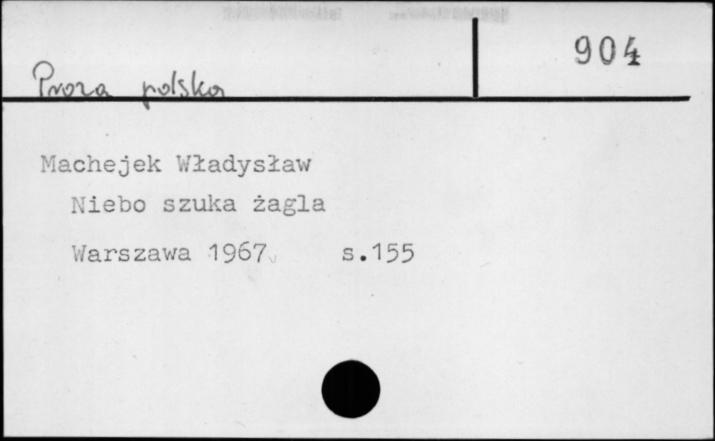 904
Proza polska
Machejek Władysław
Niebo szuka żagla
Warszawa 1967 s.155